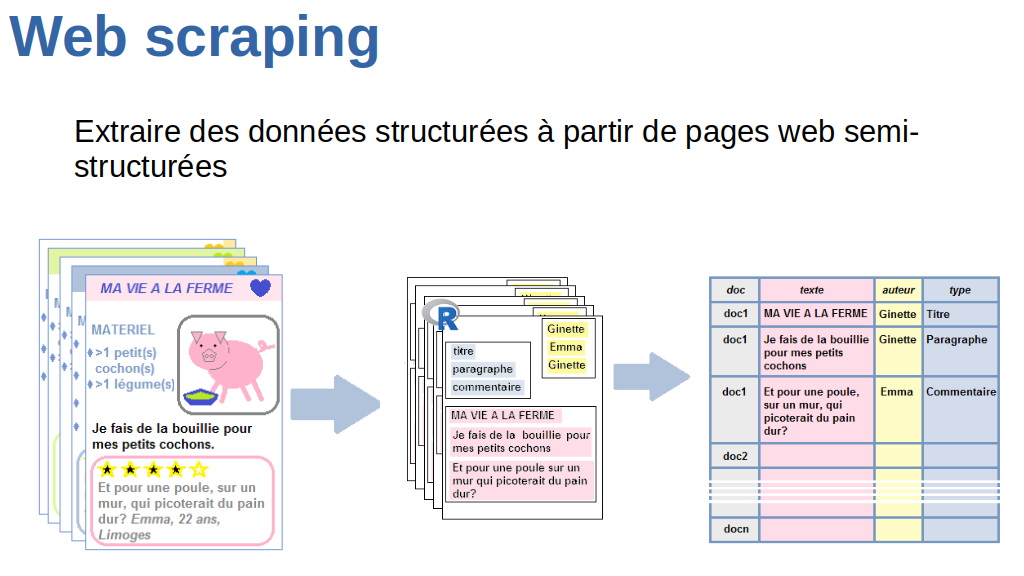 Web scraping
Extraire des données structurées à partir de pages web semi-
structurées
MA VIE A LA FERME
MATERIEL
>1 petit(s)
cochon(s)
>1 légume(s)
Je fais de la bouillie pour
mes petits cochons.
Et pour une poule, sur un
mur, qui picoterait du pain
dur? Emma, 22 ans,
Limoges
R
Ginette
Emma
Ginette
titre
paragraphe
commentaire
MA VIE A LA FERME
Je fais de la bouillie pour
mes petits cochons
Et pour une poule sur un
mur qui picoterait du pain
dur?
doc texte auteur type
doc1 MA VIE A LA FERME Ginette Titre
doc1 Je fais de la bouillie Ginette Paragraphe
pour mes petits
cochons
doc1 Et pour une poule, Emma Commentaire
sur un mur, qui
picoterait du pain
dur?
doc2
docn